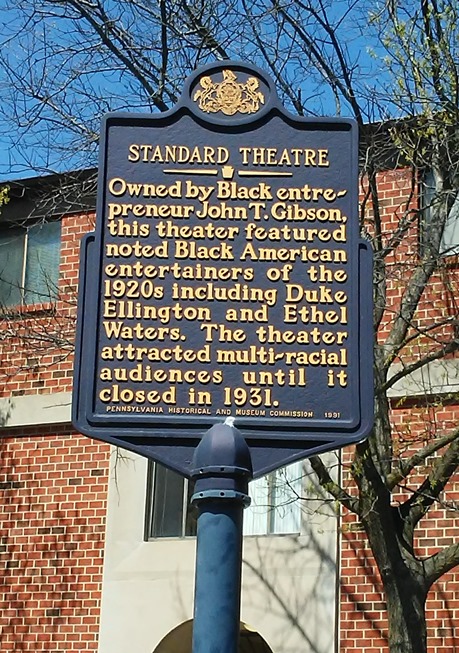 STANDARD THEATRE
Owned by Black entre-
preneur John T. Gibson,
this theater featured
noted Black American
entertainers of the
1920s including Duke
Ellington and Ethel
Waters. The theater
attracted multi-racial
audiences until it
closed in 1931.
PENNSYLVANIA HISTORICAL AND MUSEUM COMMISSION 1991